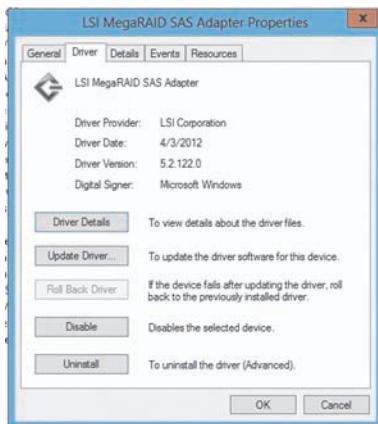 LSI MegaRAID SAS Adapter Properties
x
General Driver Details Events Resources
LSI MegaRAID SAS Adapter
Driver Provider: LSI Corporation
Driver Date: 4/3/2012
Driver Version: 5.2.122.0
Digital Signer: Microsoft Windows
Driver Details To view details about the driver files.
Update Driver... To update the driver software for this device.
Roll Back Driver If the device fails after updating the driver, roll
back to the previously installed driver.
Disable Disables the selected device.
Uninstall To uninstall the driver (Advanced).
OK Cancel